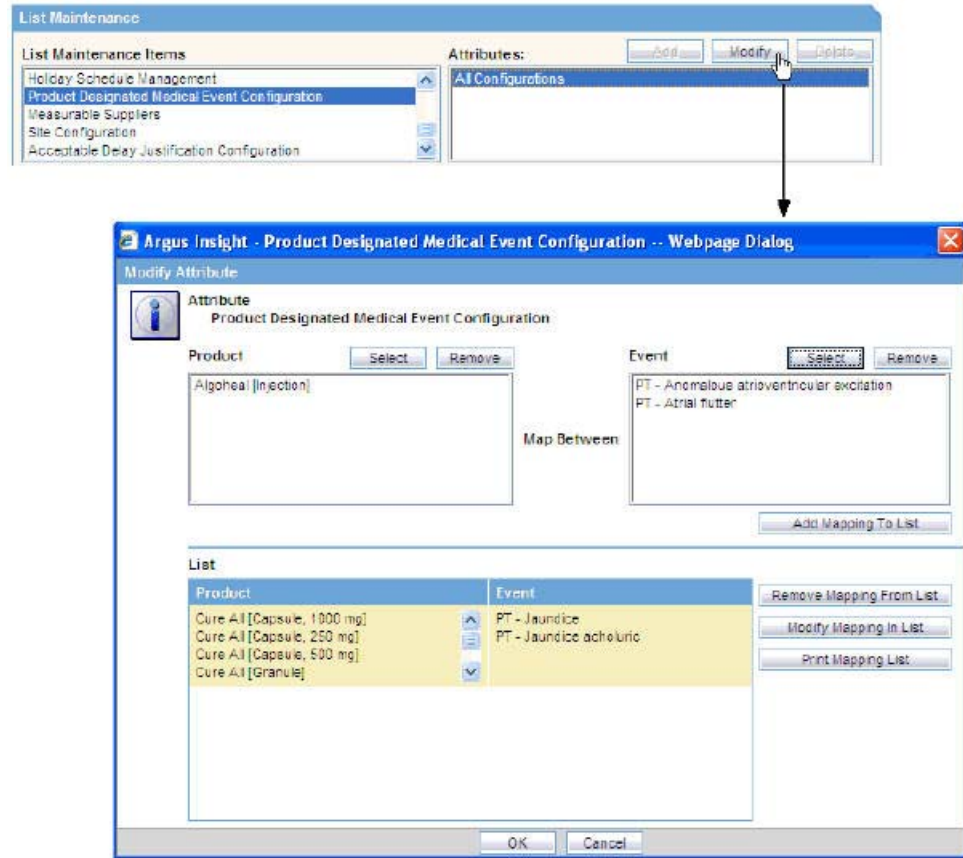 List Maintenance
List Maintenance Items
Attributes:
Add
Modify
Delete
Holiday Schedule Management
Product Designated Medical Event Configuration
Measurable Suppliers
Site Configuration
Acceptable Delay Justification Configuration
All Configurations
Argus Insight - Product Designated Medical Event Configuration -- Webpage Dialog
Modify Attribute
Attribute
Product Designated Medical Event Configuration
Product
Select
Remove
Event
Select
Remove
Algoheal [Injection]
PT - Anomalous atrioventricular excitation
PT - Atrial flutter
Map Between
Add Mapping To List
List
Product
Event
Cure All [Capsule, 1000 mg]
Cure All [Capsule, 250 mg]
Cure All [Capsule, 500 mg]
Cure All [Granule]
PT - Jaundice
PT - Jaundice acholuric
Remove Mapping From List
Modify Mapping In List
Print Mapping List
OK
Cancel